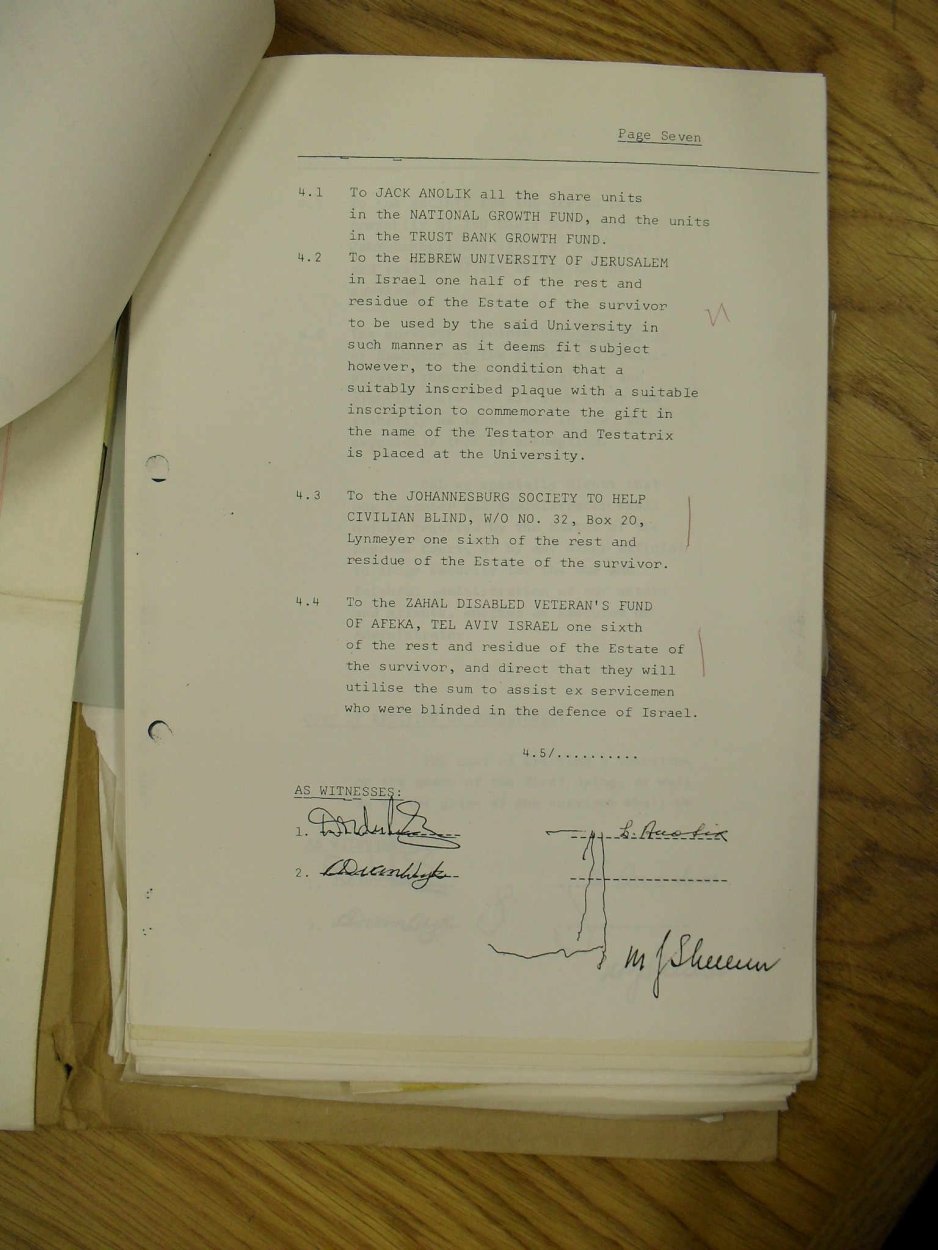 Page Seven
4.1 To JACK ANOLIK all the share units
in the NATIONAL GROWTH FUND, and the units
in the TRUST BANK GROWTH FUND.
4.2 To the HEBREW UNIVERSITY OF JERUSALEM
in Israel one half of the rest and
residue of the Estate of the survivor
to be used by the said University in
such manner as it deems fit subject
however, to the condition that a
suitably inscribed plaque with a suitable
inscription to commemorate the gift in
the name of the Testator and Testatrix
is placed at the University.
4.3 To the JOHANNESBURG SOCIETY TO HELP
CIVILIAN BLIND, W/O NO. 32, Box 20,
Lynmeyer one sixth of the rest and
residue of the Estate of the survivor.
4.4 To the ZAHAL DISABLED VETERAN'S FUND
OF AFEKA, TEL AVIV ISRAEL one sixth
of the rest and residue of the Estate of
the survivor, and direct that they will
utilise the sum to assist ex servicemen
who were blinded in the defence of Israel.
4.5/..........
AS WITNESSES:
1.
2.